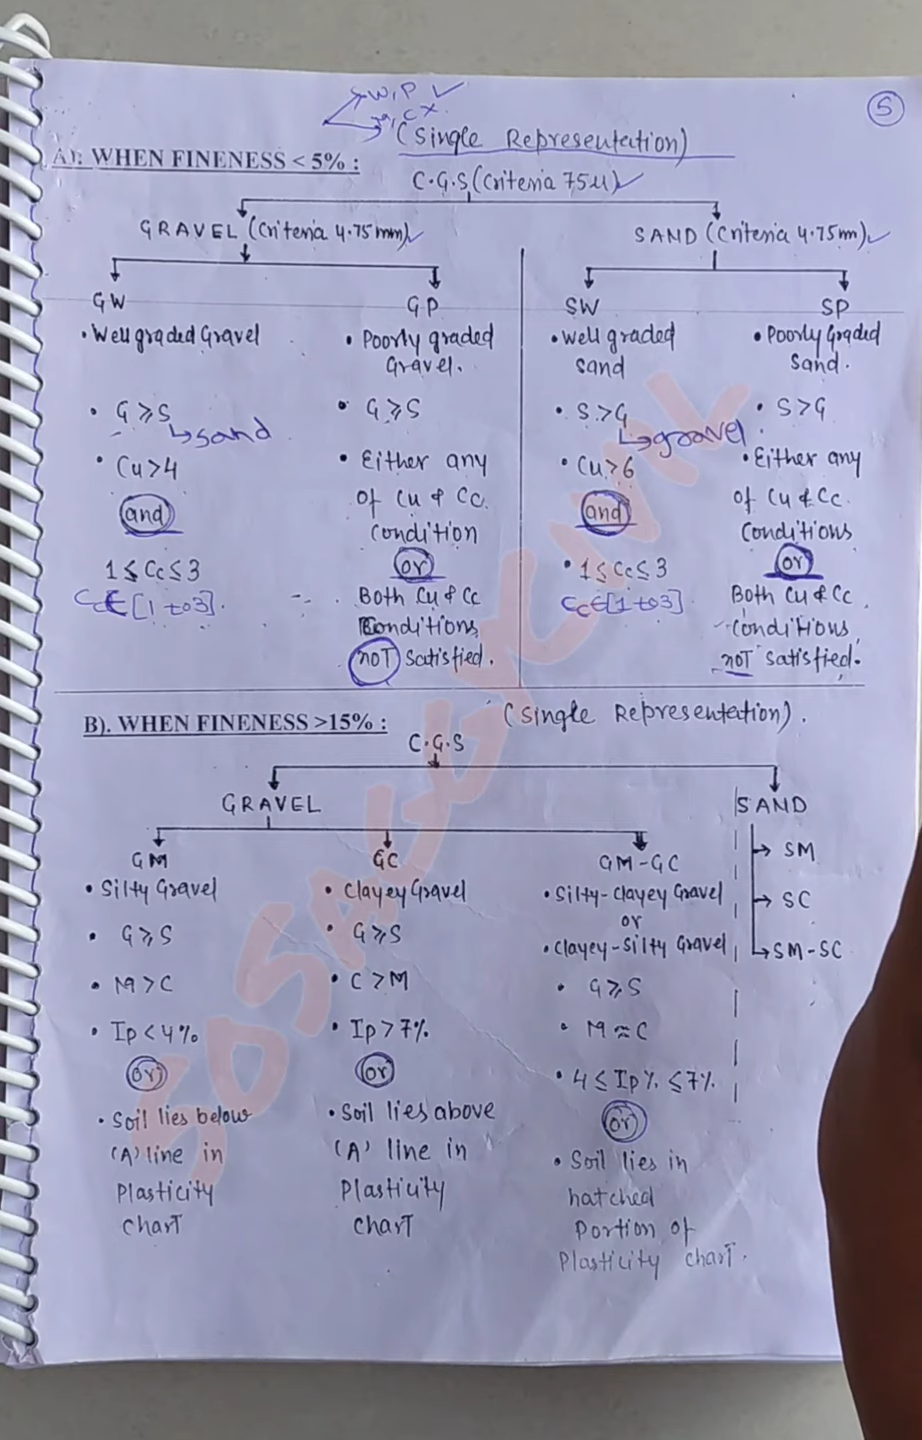 W, P ✓
M, C ×
5
(Single Representation)
A): WHEN FINENESS < 5% :
C.G.S (Criteria 75μ) ✓
GRAVEL (Criteria 4.75mm) ✓
SAND (Criteria 4.75mm) ✓
GW
• Well graded Gravel
• G ≥ S
↳ sand
• Cu > 4
and
1 ≤ Cc ≤ 3
Cc ∈ [1 to 3].
GP
• Poorly graded
Gravel.
• G ≥ S
• Either any
of Cu & Cc
Condition
or
Both Cu & Cc
Conditions
noT Satisfied.
SW
• Well graded
sand
• S > G
↳ gravel
• Cu > 6
and
• 1 ≤ Cc ≤ 3
Cc ∈ [1 to 3]
SP
• Poorly Graded
Sand.
• S > G
• Either any
of Cu & Cc
Conditions
or
Both Cu & Cc
Conditions
noT Satisfied.
B). WHEN FINENESS >15% :
(Single Representation).
C.G.S
GRAVEL
SAND
GM
• Silty Gravel
• G ≥ S
• M > C
• Ip < 4%
or
• Soil lies below
(A) line in
Plasticity
charT
GC
• Clayey Gravel
• G ≥ S
• C > M
• Ip > 7%
or
• Soil lies above
(A) line in
Plasticity
charT
GM-GC
• Silty-Clayey Gravel
or
• Clayey-Silty Gravel
• G ≥ S
• M ≈ C
• 4 ≤ Ip% ≤ 7%
or
• Soil lies in
hatched
Portion of
Plasticity charT.
→ SM
→ SC
↳ SM-SC